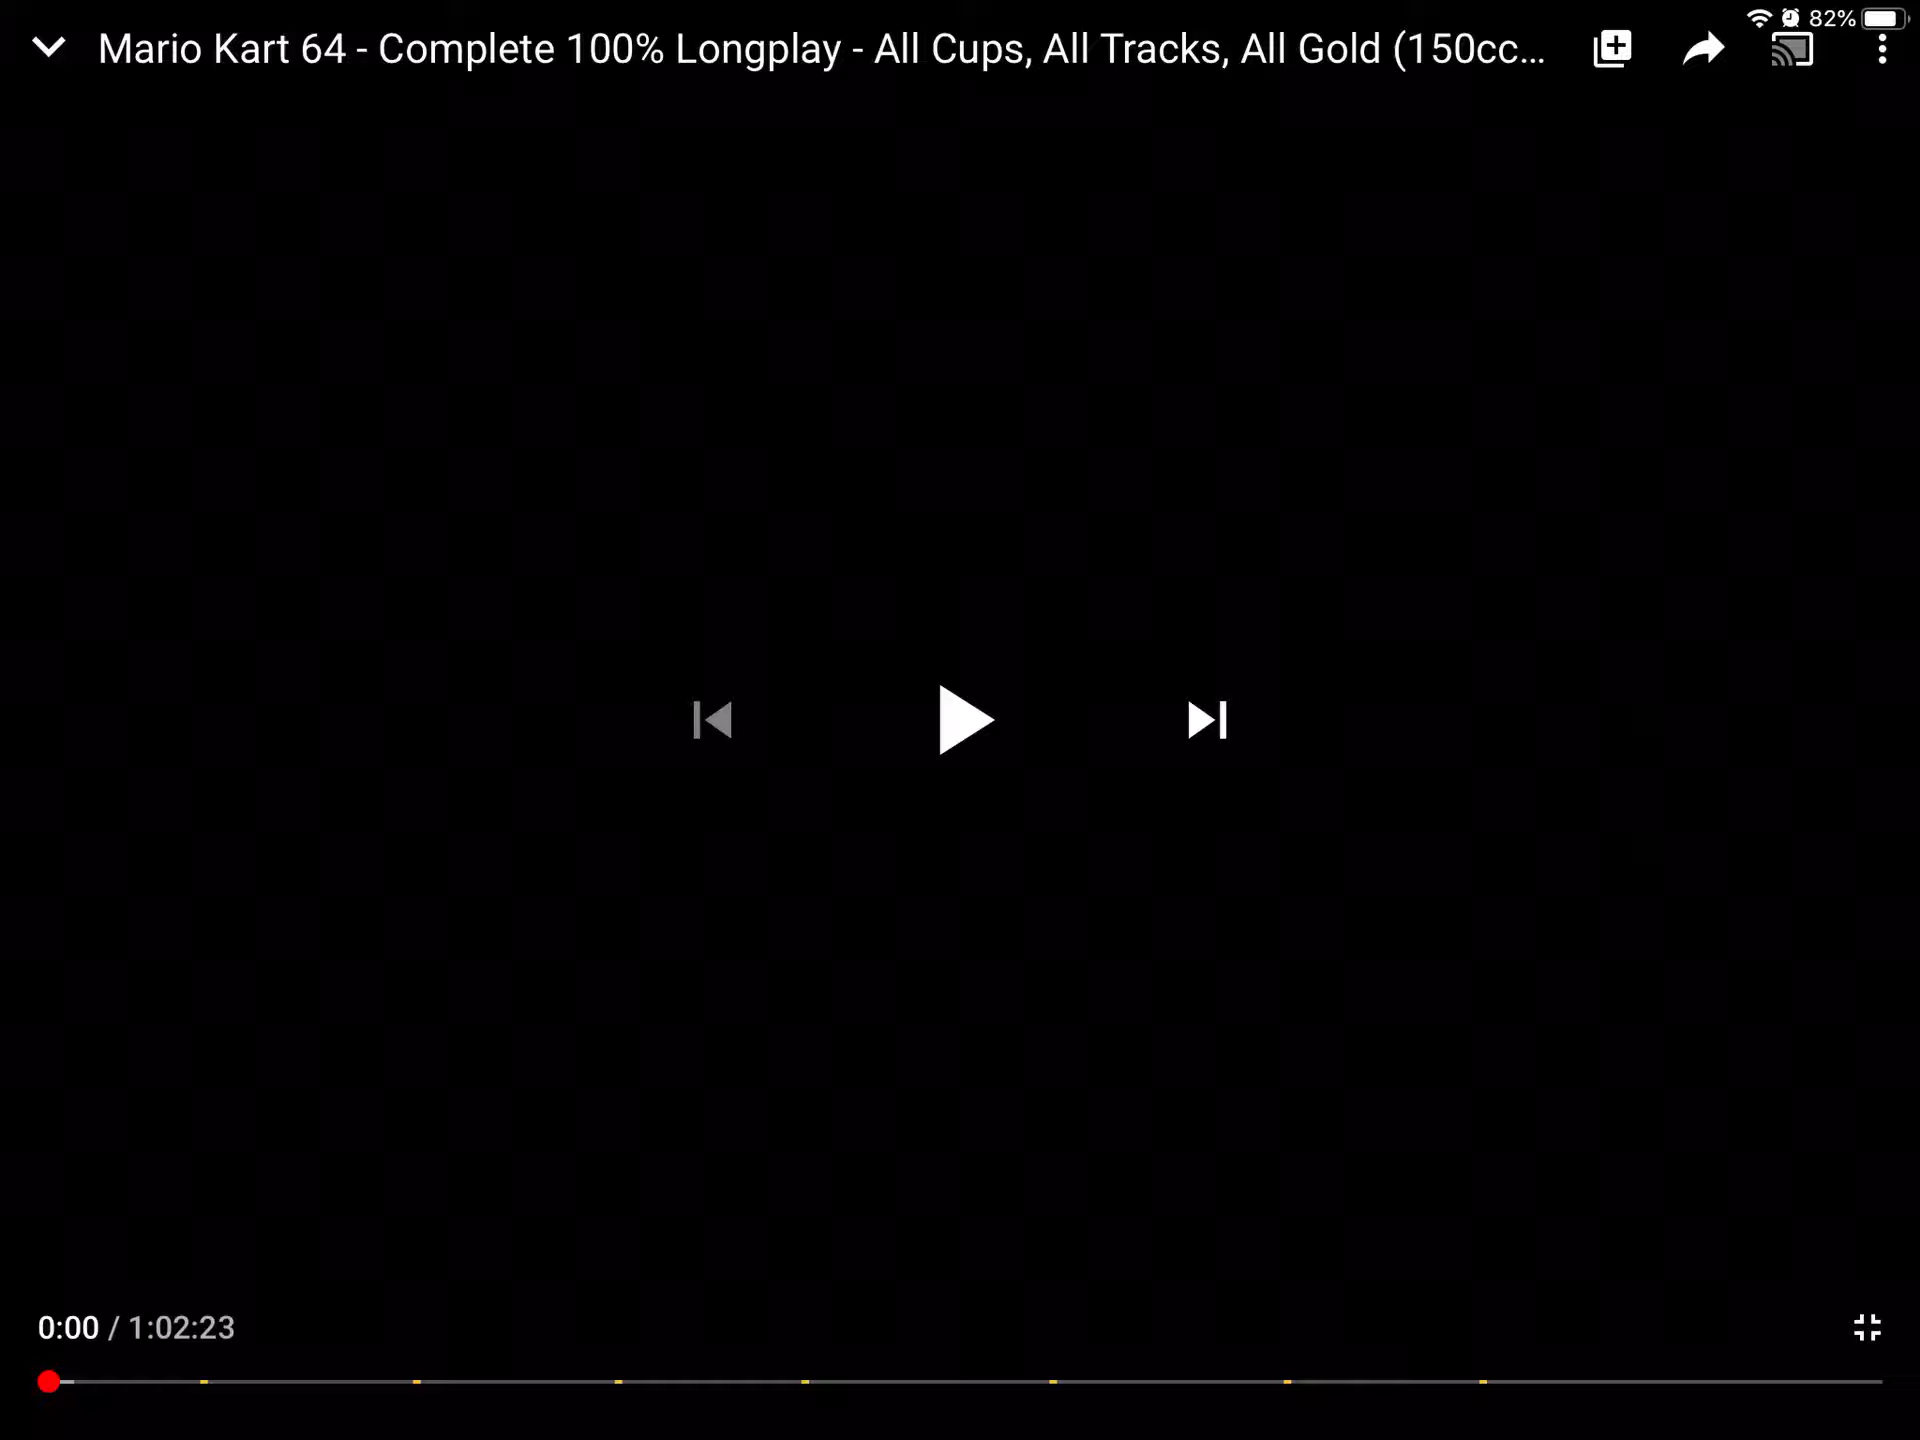 82%
Mario Kart 64 - Complete 100% Longplay - All Cups, All Tracks, All Gold (150cc...
0:00 / 1:02:23